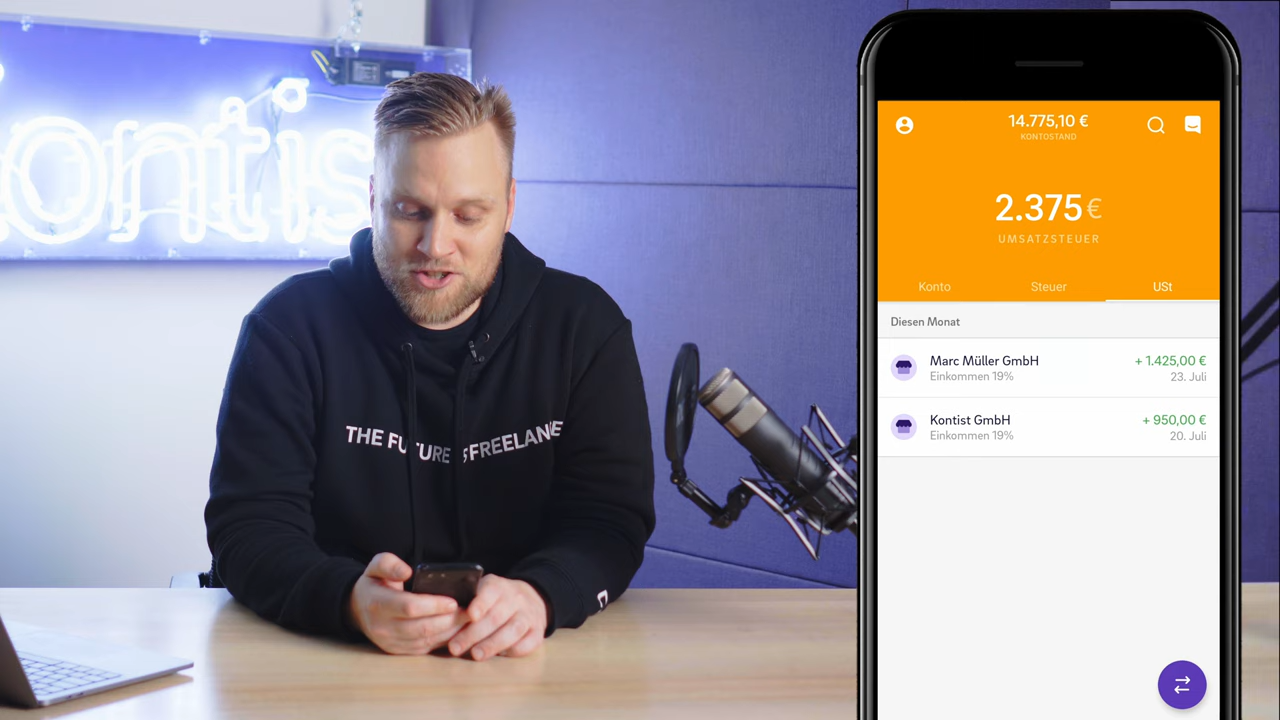 ontis
THE FUTURE IS FREELANCE
14.775,10 €
KONTOSTAND
2.375 €
UMSATZSTEUER
Konto
Steuer
USt
Diesen Monat
Marc Müller GmbH
+ 1.425,00 €
Einkommen 19%
23. Juli
Kontist GmbH
+ 950,00 €
Einkommen 19%
20. Juli